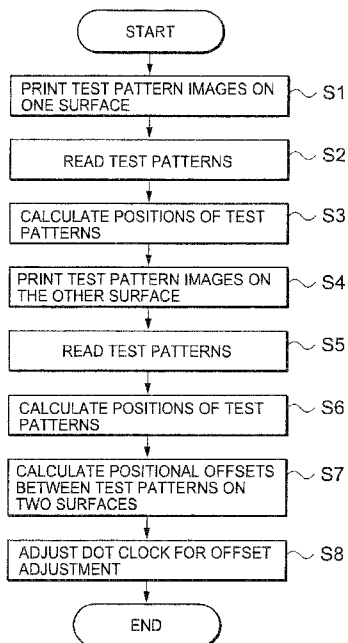 START
PRINT TEST PATTERN IMAGES ON
ONE SURFACE
S1
READ TEST PATTERNS
S2
CALCULATE POSITIONS OF TEST
PATTERNS
S3
PRINT TEST PATTERN IMAGES ON
THE OTHER SURFACE
S4
READ TEST PATTERNS
S5
CALCULATE POSITIONS OF TEST
PATTERNS
S6
CALCULATE POSITIONAL OFFSETS
BETWEEN TEST PATTERNS ON
TWO SURFACES
S7
ADJUST DOT CLOCK FOR OFFSET
ADJUSTMENT
S8
END